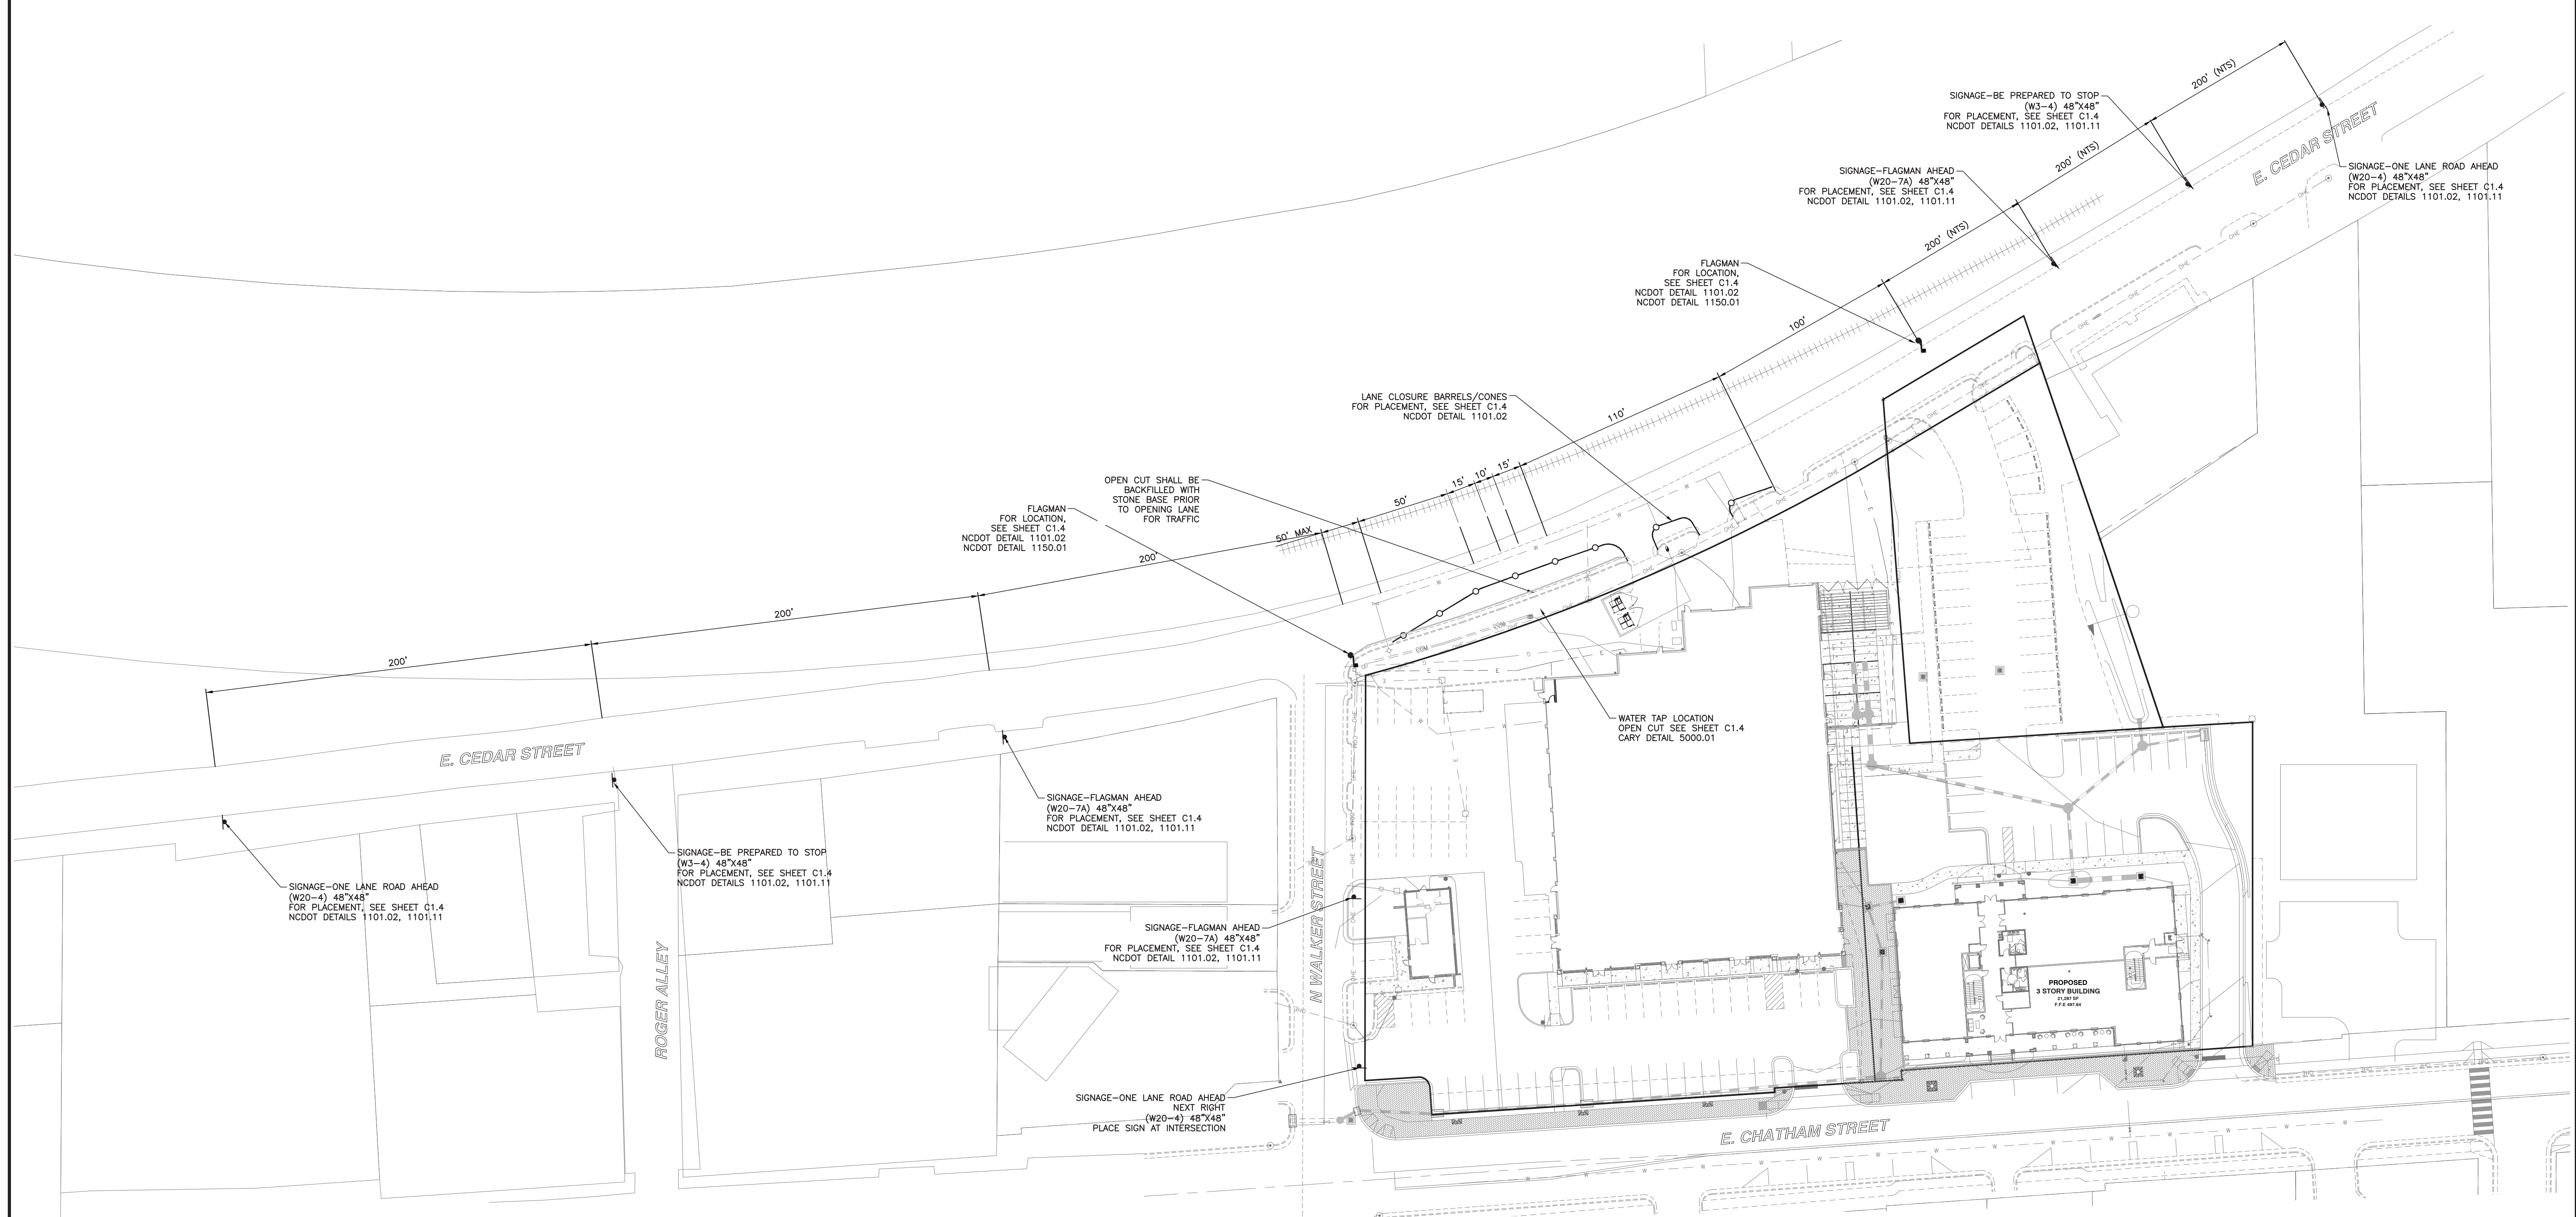 200' (NTS)
SIGNAGE-BE PREPARED TO STOP
(W3-4) 48"X48"
FOR PLACEMENT, SEE SHEET C1.4
NCDOT DETAILS 1101.02, 1101.11
E. CEDAR STREET
200' (NTS)
SIGNAGE-ONE LANE ROAD AHEAD
(W20-4) 48"X48"
FOR PLACEMENT, SEE SHEET C1.4
NCDOT DETAILS 1101.02, 1101.11
SIGNAGE-FLAGMAN AHEAD
(W20-7A) 48"X48"
FOR PLACEMENT, SEE SHEET C1.4
NCDOT DETAIL 1101.02, 1101.11
200' (NTS)
FLAGMAN
FOR LOCATION,
SEE SHEET C1.4
NCDOT DETAIL 1101.02
NCDOT DETAIL 1150.01
100'
LANE CLOSURE BARRELS/CONES
FOR PLACEMENT, SEE SHEET C1.4
NCDOT DETAIL 1101.02
110'
15'
10'
15'
50'
OPEN CUT SHALL BE
BACKFILLED WITH
STONE BASE PRIOR
TO OPENING LANE
FOR TRAFFIC
FLAGMAN
FOR LOCATION,
SEE SHEET C1.4
NCDOT DETAIL 1101.02
NCDOT DETAIL 1150.01
50' MAX
200'
200'
200'
WATER TAP LOCATION
OPEN CUT SEE SHEET C1.4
CARY DETAIL 5000.01
E. CEDAR STREET
SIGNAGE-FLAGMAN AHEAD
(W20-7A) 48"X48"
FOR PLACEMENT, SEE SHEET C1.4
NCDOT DETAIL 1101.02, 1101.11
SIGNAGE-BE PREPARED TO STOP
(W3-4) 48"X48"
FOR PLACEMENT, SEE SHEET C1.4
NCDOT DETAILS 1101.02, 1101.11
SIGNAGE-ONE LANE ROAD AHEAD
(W20-4) 48"X48"
FOR PLACEMENT, SEE SHEET C1.4
NCDOT DETAILS 1101.02, 1101.11
SIGNAGE-FLAGMAN AHEAD
(W20-7A) 48"X48"
FOR PLACEMENT, SEE SHEET C1.4
NCDOT DETAIL 1101.02, 1101.11
N WALKER STREET
ROGER ALLEY
PROPOSED
3 STORY BUILDING
21,287 SF
F.F.E 497.64
SIGNAGE-ONE LANE ROAD AHEAD
NEXT RIGHT
(W20-4) 48"X48"
PLACE SIGN AT INTERSECTION
E. CHATHAM STREET